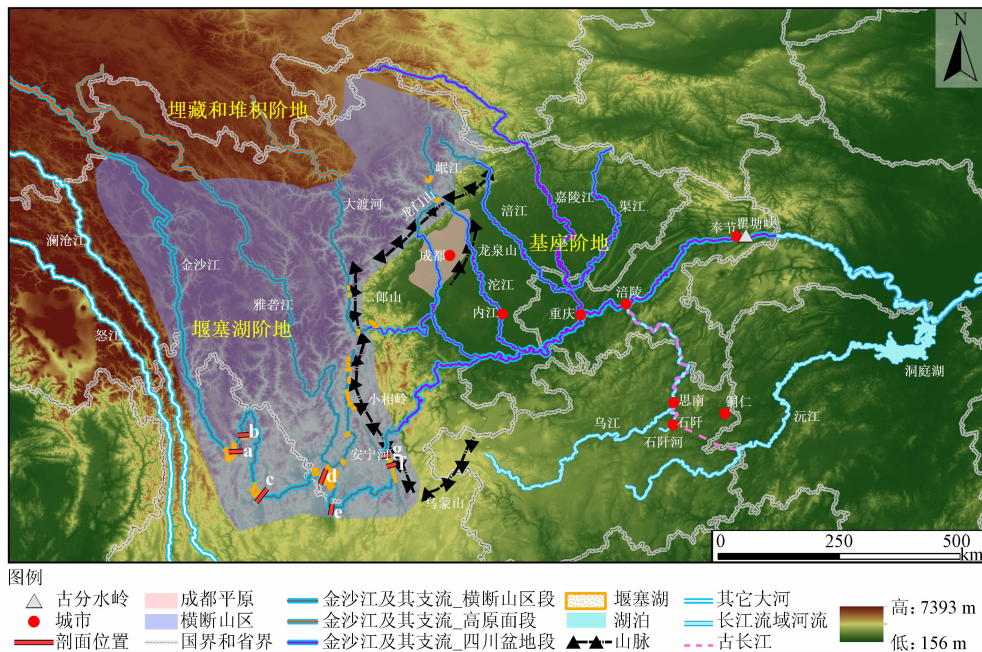 N
埋藏和堆积阶地
岷江
大渡河
龙门山
涪江
嘉陵江
渠江
澜沧江
金沙江
成都
龙泉山
基座阶地
奉节
瞿塘峡
雅砻江
二郎山
沱江
堰塞湖阶地
内江
重庆
涪陵
怒江
洞庭湖
小相岭
思南
铜仁
乌江
石阡
沅江
石阡河
b
a
c
安宁河
d
e
g
f
乌蒙山
0
250
500
km
图例
古分水岭
成都平原
金沙江及其支流_横断山区段
堰塞湖
其它大河
高: 7393 m
城市
横断山区
金沙江及其支流_高原面段
湖泊
长江流域河流
剖面位置
国界和省界
金沙江及其支流_四川盆地段
山脉
古长江
低: 156 m